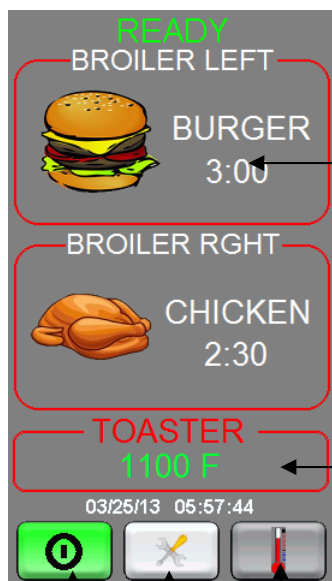 READY
BROILER LEFT
BURGER
3:00
BROILER RGHT
CHICKEN
2:30
TOASTER
1100 F
03/25/13 05:57:44